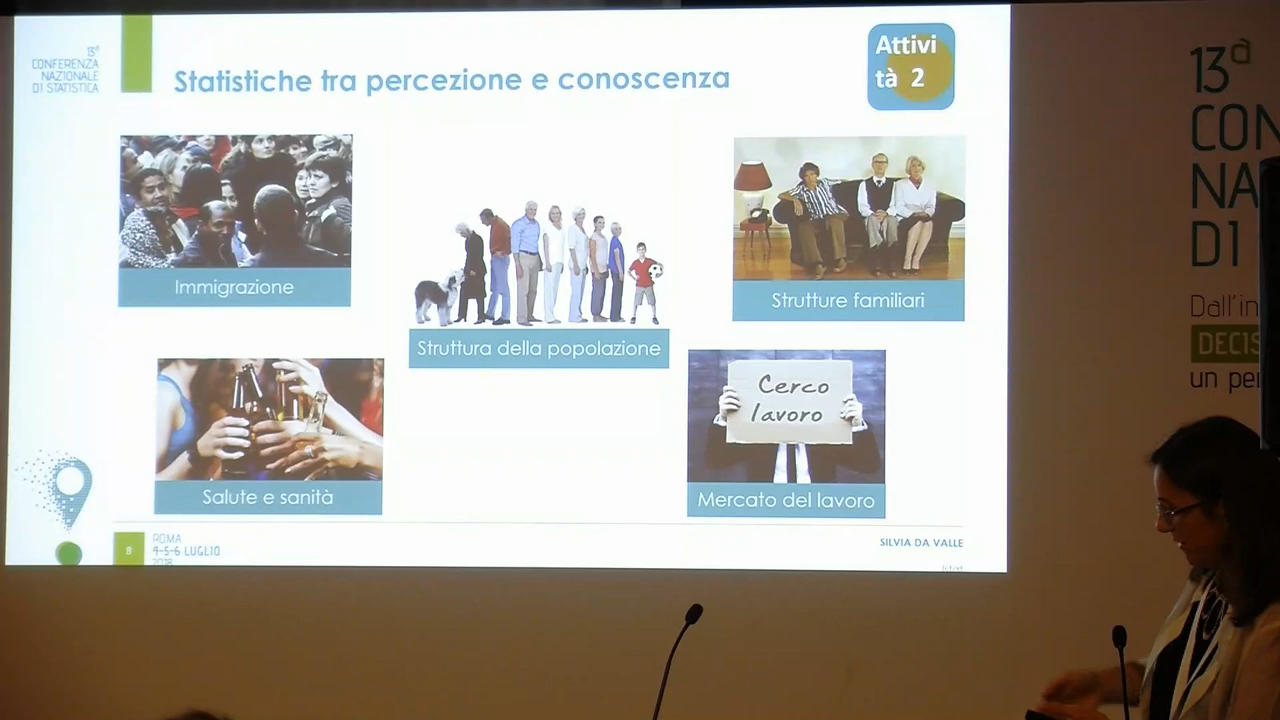 13ª
CONFERENZA
NAZIONALE
DI STATISTICA
Statistiche tra percezione e conoscenza
Attivi
tà 2
Immigrazione
Struttura della popolazione
Strutture familiari
Salute e sanità
Cerco
lavoro
Mercato del lavoro
8
ROMA
4-5-6 LUGLIO
2018
SILVIA DA VALLE
13ª
CON
NA
DI
Dall'in
DECIS
un per